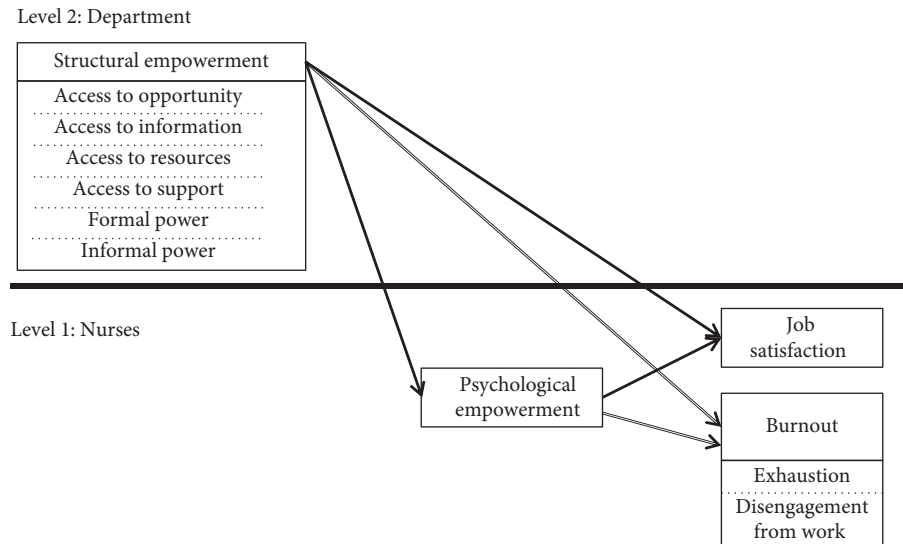 Level 2: Department
Structural empowerment
Access to opportunity
Access to information
Access to resources
Access to support
Formal power
Informal power
Level 1: Nurses
Job
satisfaction
Psychological
empowerment
Burnout
Exhaustion
Disengagement
from work